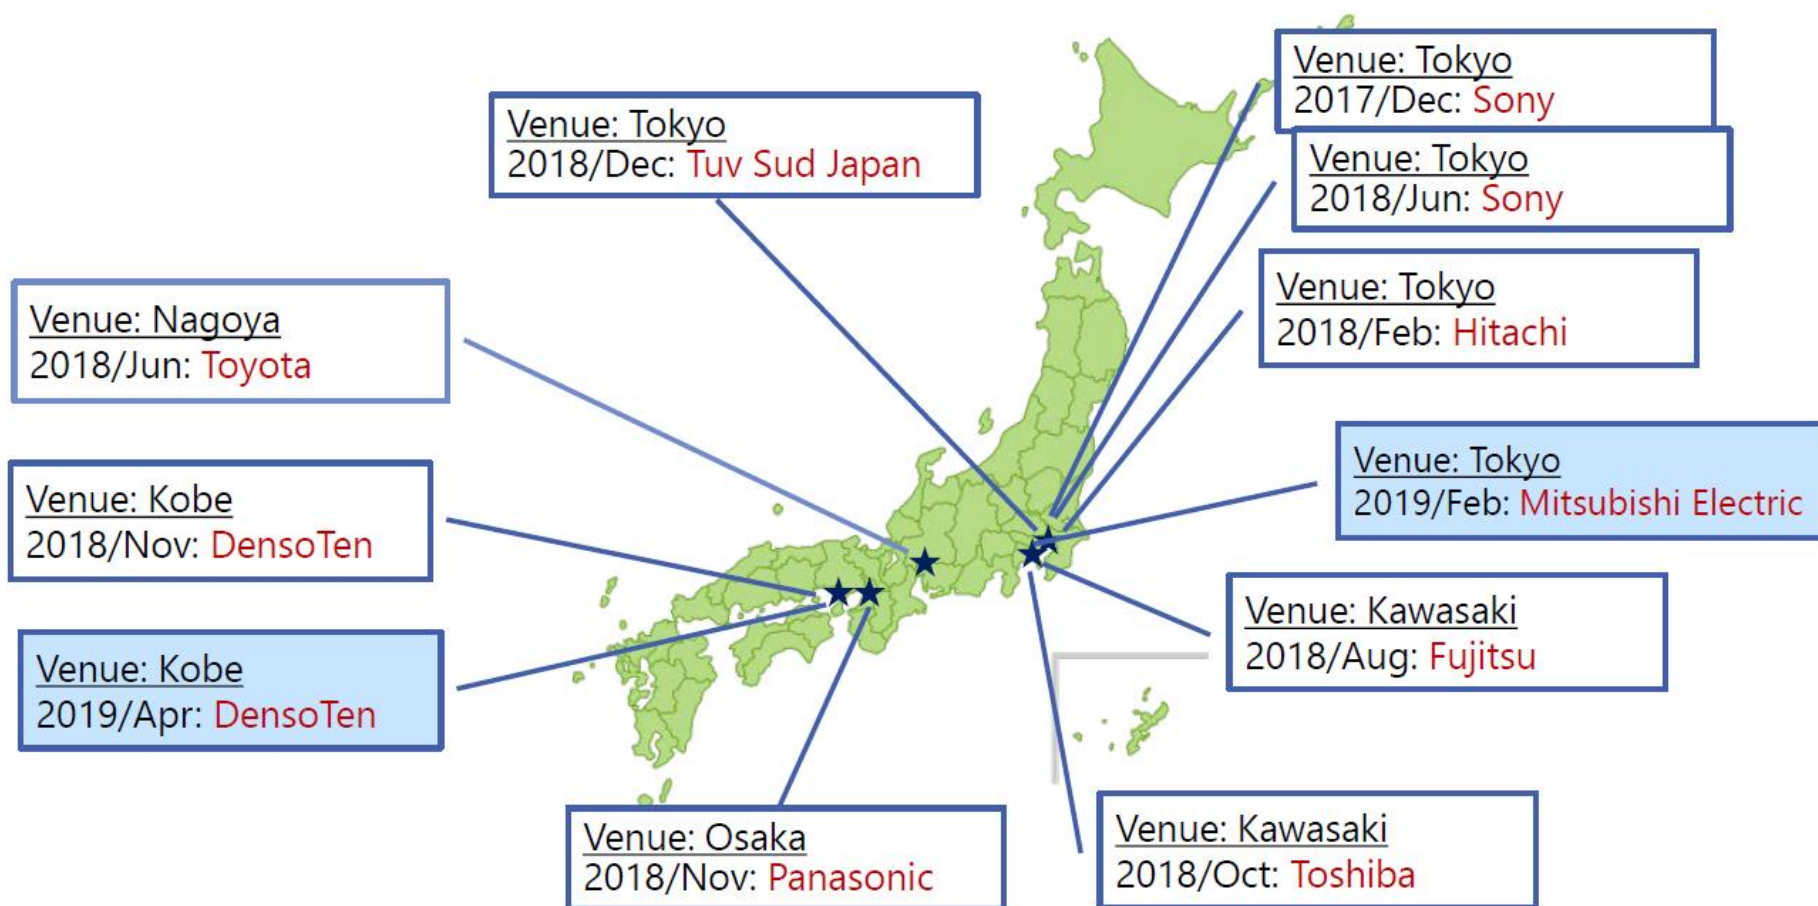 Venue: Tokyo
2017/Dec: Sony
Venue: Tokyo
2018/Dec: Tuv Sud Japan
Venue: Tokyo
2018/Jun: Sony
Venue: Tokyo
2018/Feb: Hitachi
Venue: Nagoya
2018/Jun: Toyota
Venue: Tokyo
2019/Feb: Mitsubishi Electric
Venue: Kobe
2018/Nov: DensoTen
Venue: Kawasaki
2018/Aug: Fujitsu
Venue: Kobe
2019/Apr: DensoTen
Venue: Osaka
2018/Nov: Panasonic
Venue: Kawasaki
2018/Oct: Toshiba